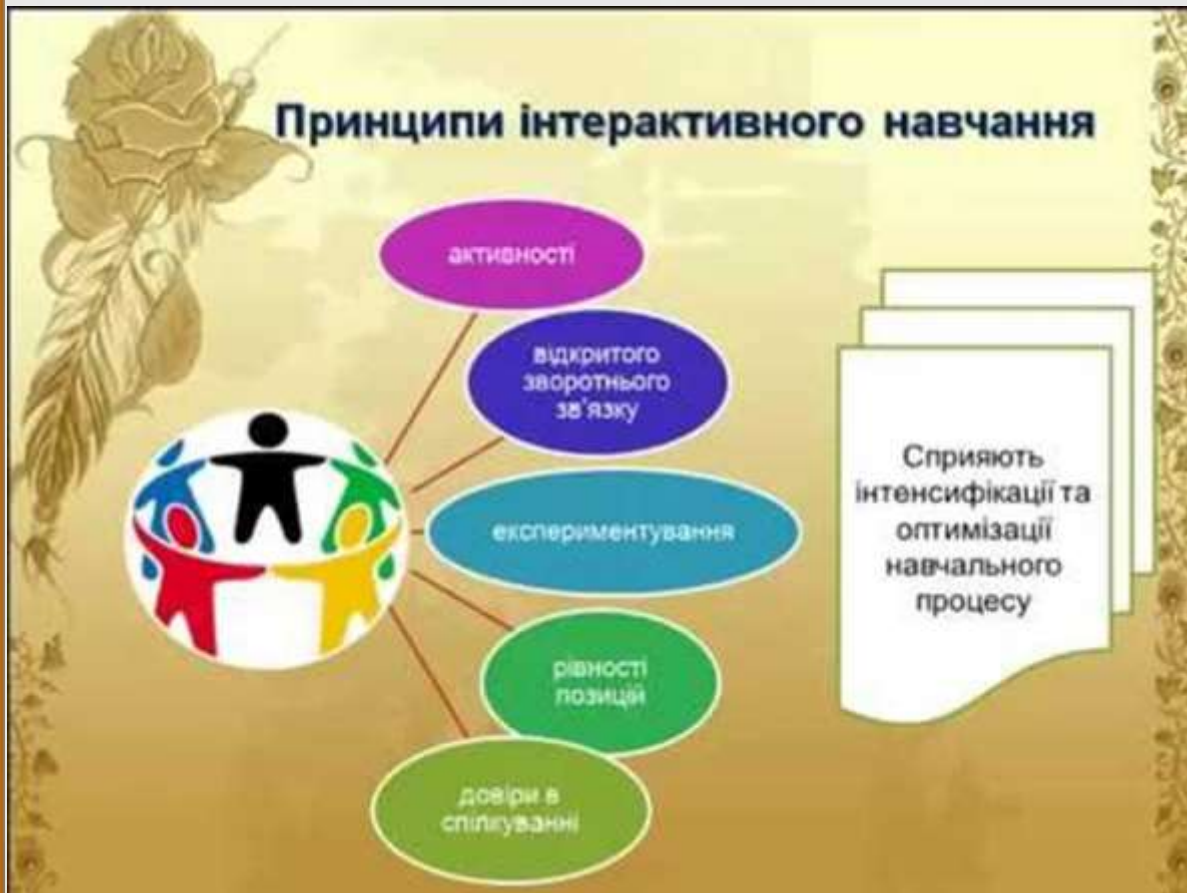 Принципи інтерактивного навчання
активності
відкритого
зворотнього
зв'язку
експериментування
рівності
позицій
довіри в
спілкуванні
Сприяють
інтенсифікації та
оптимізації
навчального
процесу